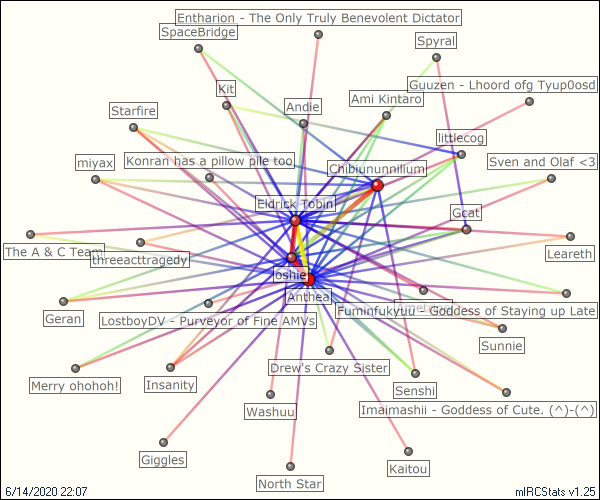 Entharion - The Only Truly Benevolent Dictator
SpaceBridge
Spyral
Guuzen - Lhoord ofg Tyup0osd
Kit
Ami Kintaro
Andie
Starfire
littlecog
miyax
Konran has a pillow pile too
Sven and Olaf <3
Chibiurrunnilium
Eldrick Tobin
Gcat
The A & C Team
threeacttragedy
Leareth
Joshie
Anthea
Geran
Fuminfukyuu - Goddess of Staying up Late
LostboyDV - Purveyor of Fine AMVs
Sunnie
Drew's Crazy Sister
Merry ohohoh!
Insanity
Senshi
Washuu
Imaimashii - Goddess of Cute. (^)-(^)
Giggles
Kaitou
North Star
6/14/2020 22:07
mIRCStats v1.25